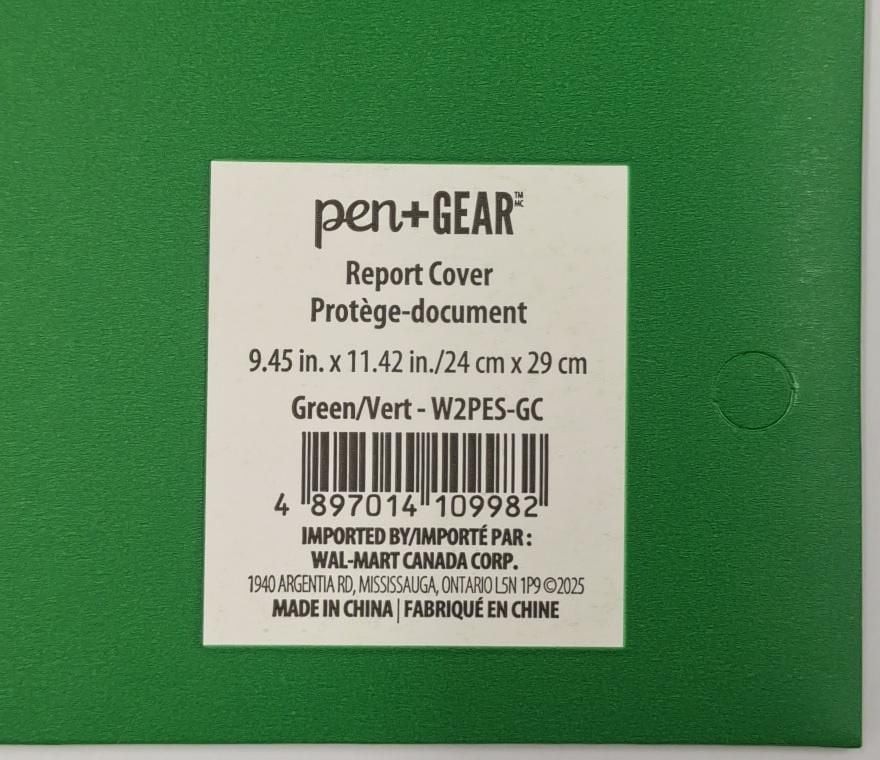 pen+GEAR™ MC
Report Cover
Protège-document
9.45 in. x 11.42 in./24 cm x 29 cm
Green/Vert - W2PES-GC
4 897014 109982
IMPORTED BY/IMPORTÉ PAR :
WAL-MART CANADA CORP.
1940 ARGENTIA RD, MISSISSAUGA, ONTARIO L5N 1P9 ©2025
MADE IN CHINA | FABRIQUÉ EN CHINE